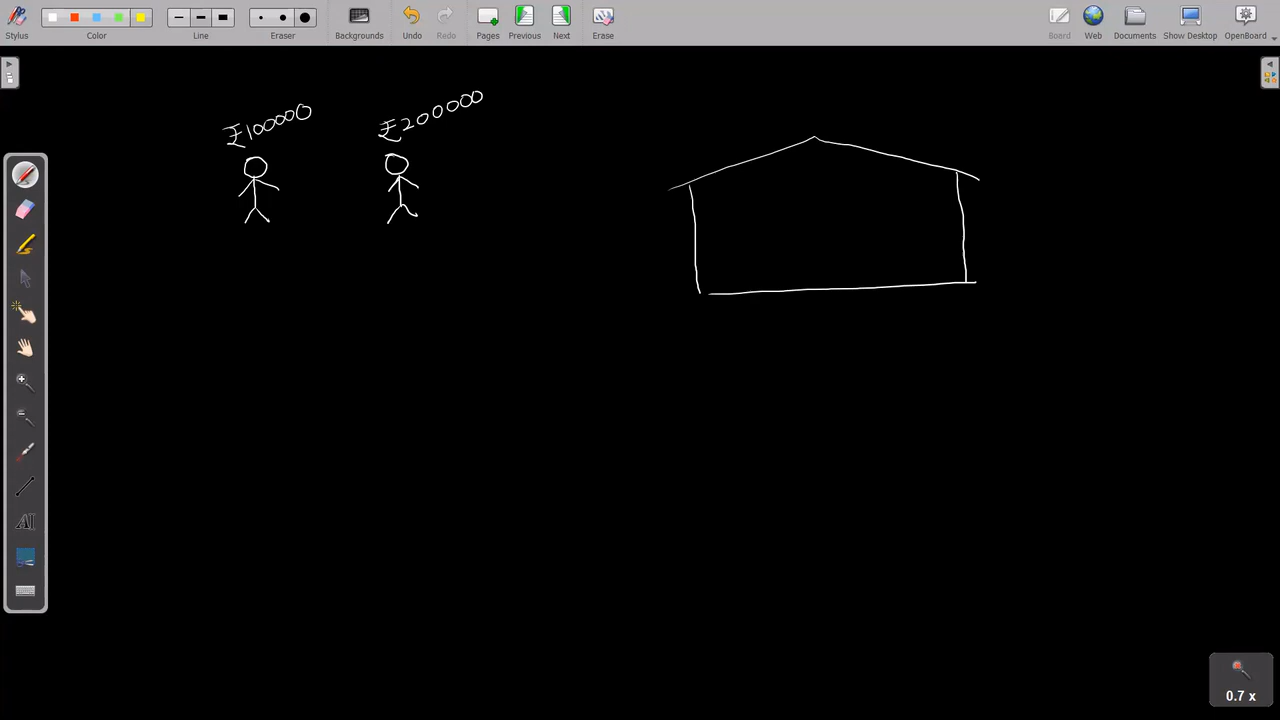 Stylus Color Line Eraser Backgrounds Undo Redo Pages Previous Next Erase Board Web Documents Show Desktop OpenBoard
₹100000 ₹200000
AI
0.7 x